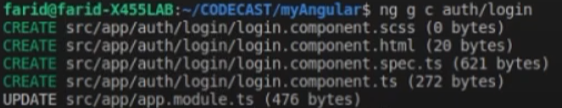 farid@farid-X455LAB:~/CODECAST/myAngular$ ng g c auth/login
CREATE src/app/auth/login/login.component.scss (0 bytes)
CREATE src/app/auth/login/login.component.html (20 bytes)
CREATE src/app/auth/login/login.component.spec.ts (621 bytes)
CREATE src/app/auth/login/login.component.ts (272 bytes)
UPDATE src/app/app.module.ts (476 bytes)